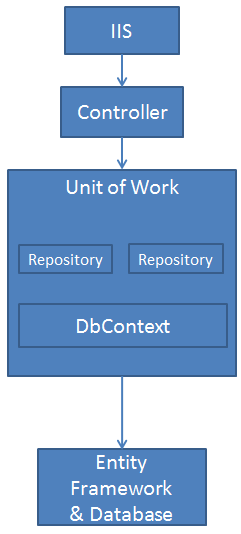 IIS
Controller
Unit of Work
Repository
Repository
DbContext
Entity
Framework
& Database